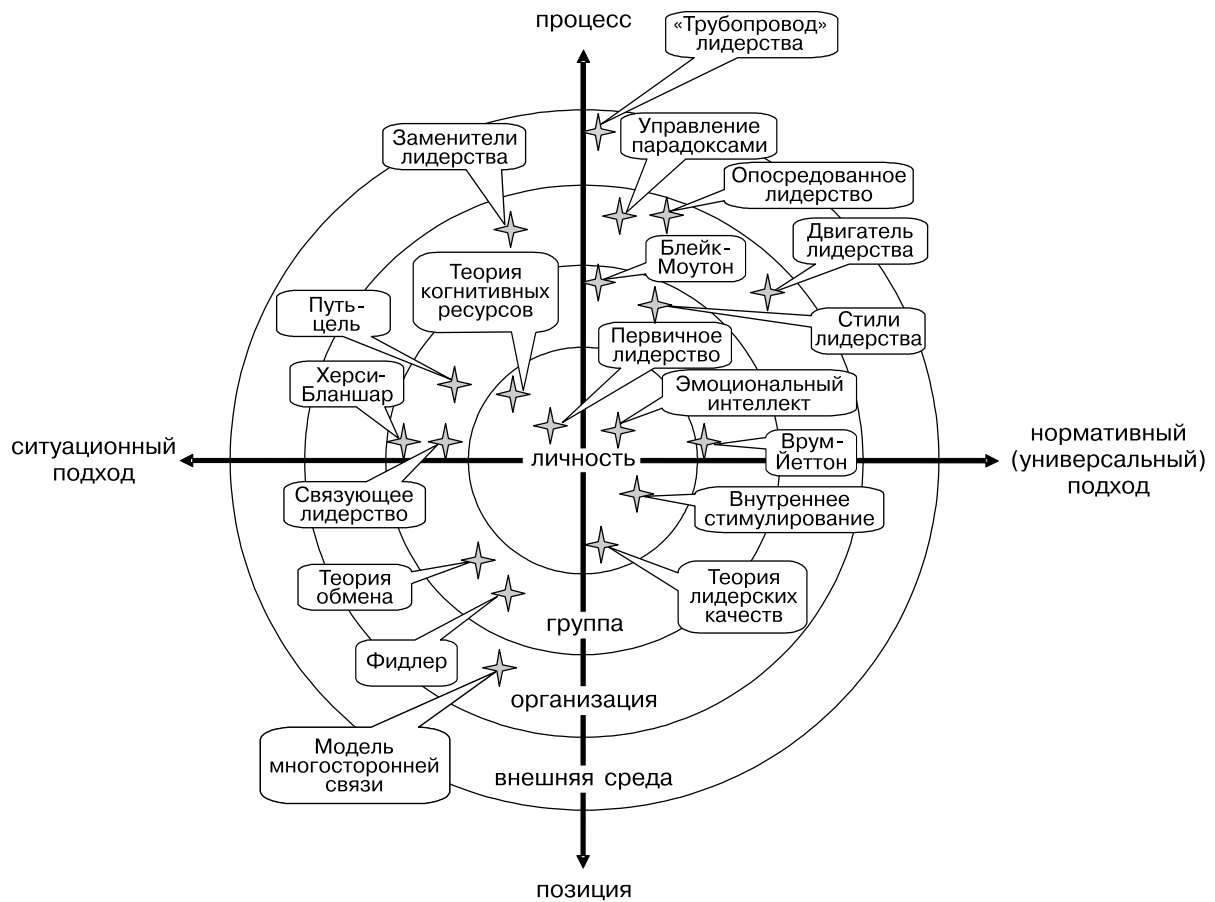 процесс
«Трубопровод»
лидерства
Заменители
лидерства
Управление
парадоксами
Опосредованное
лидерство
Двигатель
лидерства
Блейк-
Моутон
Теория
когнитивных
ресурсов
Путь-
цель
Стили
лидерства
Первичное
лидерство
Херси-
Бланшар
Эмоциональный
интеллект
ситуационный
подход
личность
Врум-
Йеттон
нормативный
(универсальный)
подход
Связующее
лидерство
Внутреннее
стимулирование
Теория
обмена
Теория
лидерских
качеств
группа
Фидлер
организация
Модель
многосторонней
связи
внешняя среда
позиция